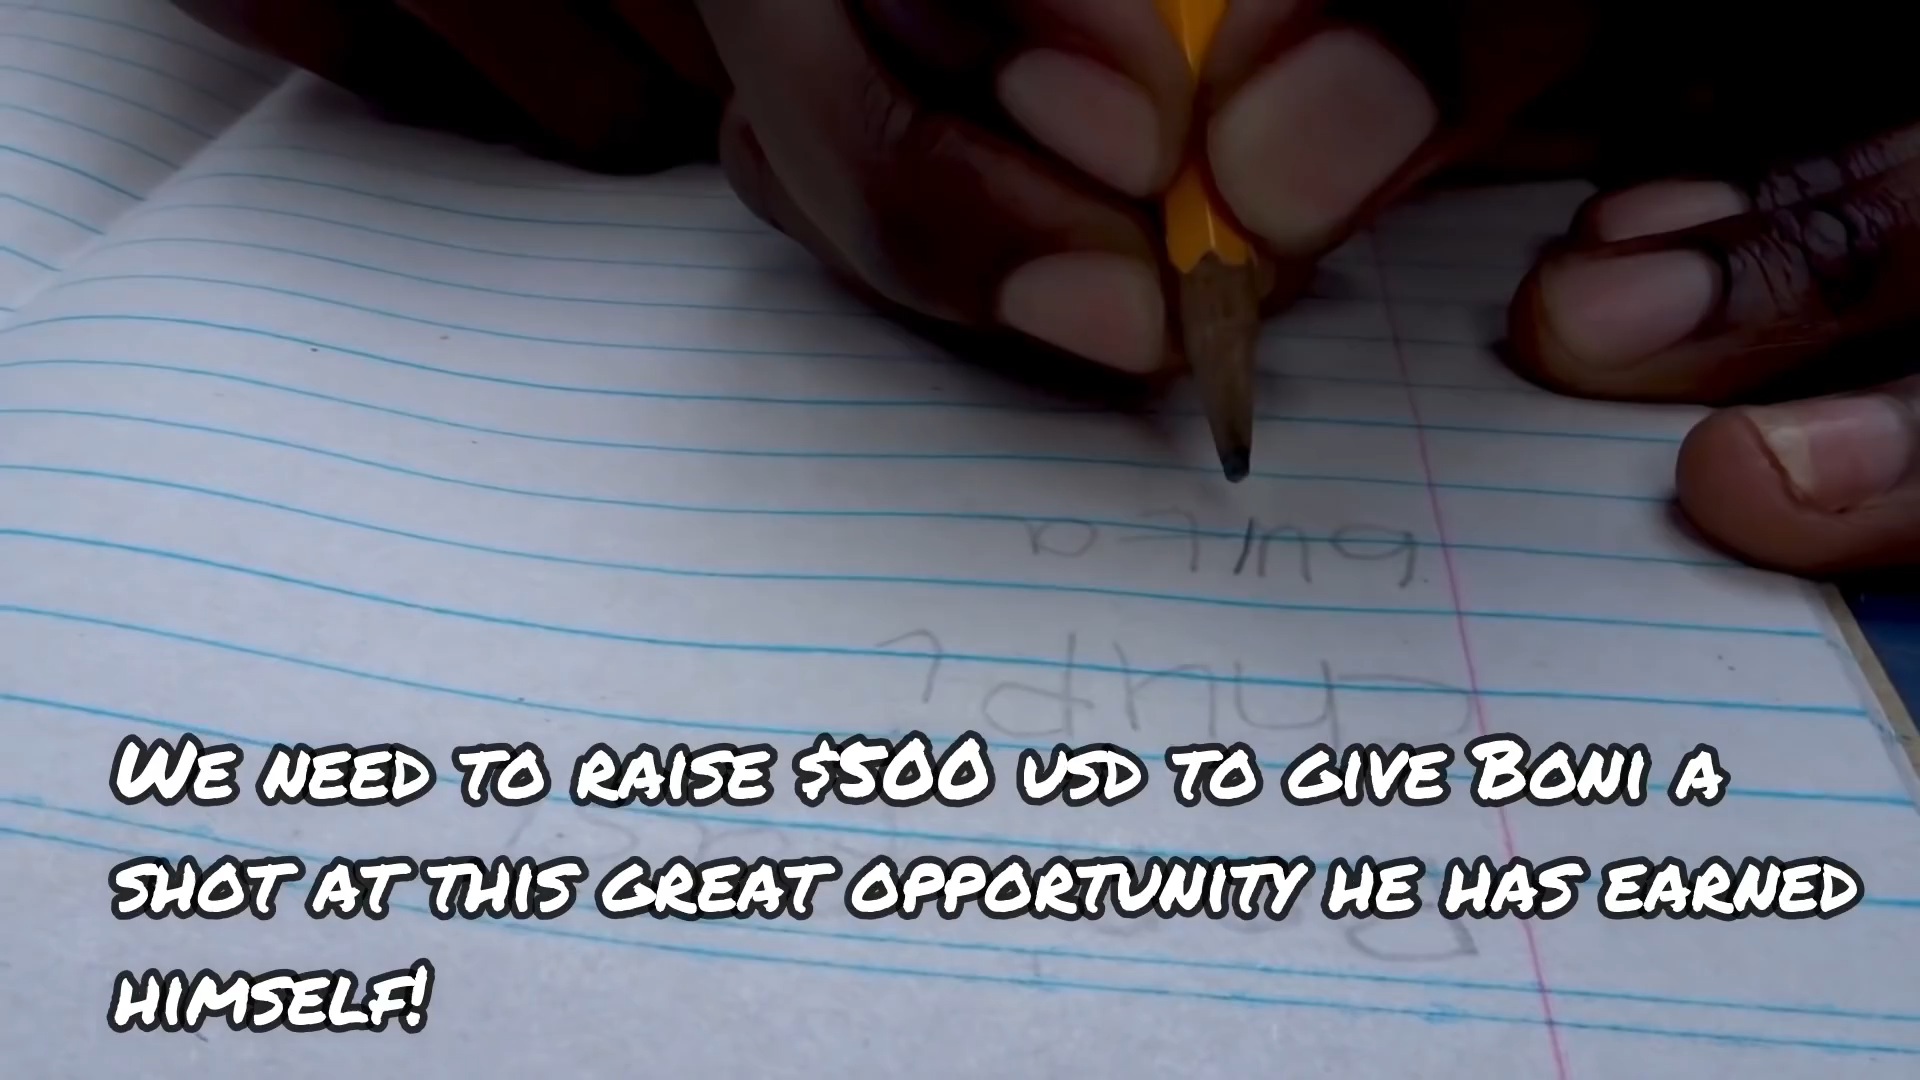 We need to raise $500 usd to give Boni a
shot at this great opportunity he has earned
himself!